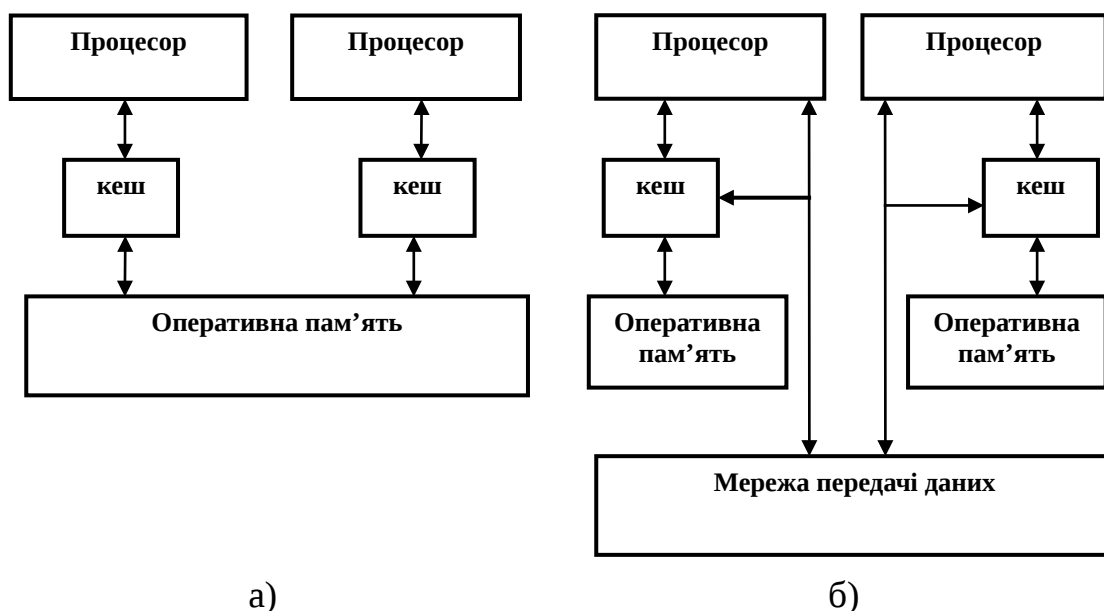 Процесор
Процесор
кеш
кеш
Оперативна пам’ять
а)
Процесор
Процесор
кеш
кеш
Оперативна
пам’ять
Оперативна
пам’ять
Мережа передачі даних
б)